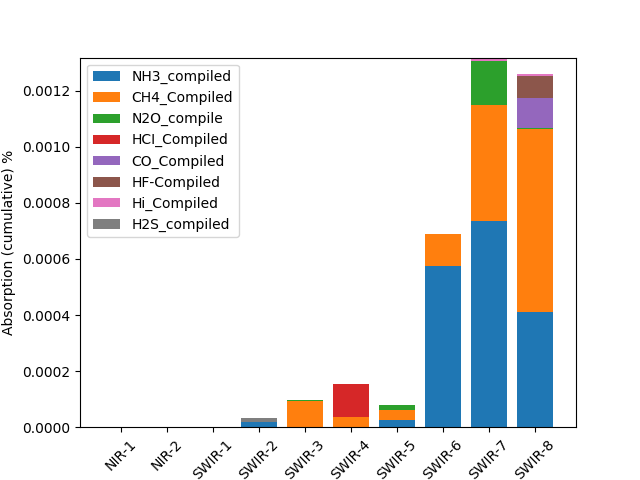 Absorption (cumulative) %
0.0012
0.0010
0.0008
0.0006
0.0004
0.0002
0.0000
NH3_compiled
CH4_Compiled
N2O_compile
HCl_Compiled
CO_Compiled
HF-Compiled
Hi_Compiled
H2S_compiled
NIR-1 NIR-2 SWIR-1 SWIR-2 SWIR-3 SWIR-4 SWIR-5 SWIR-6 SWIR-7 SWIR-8